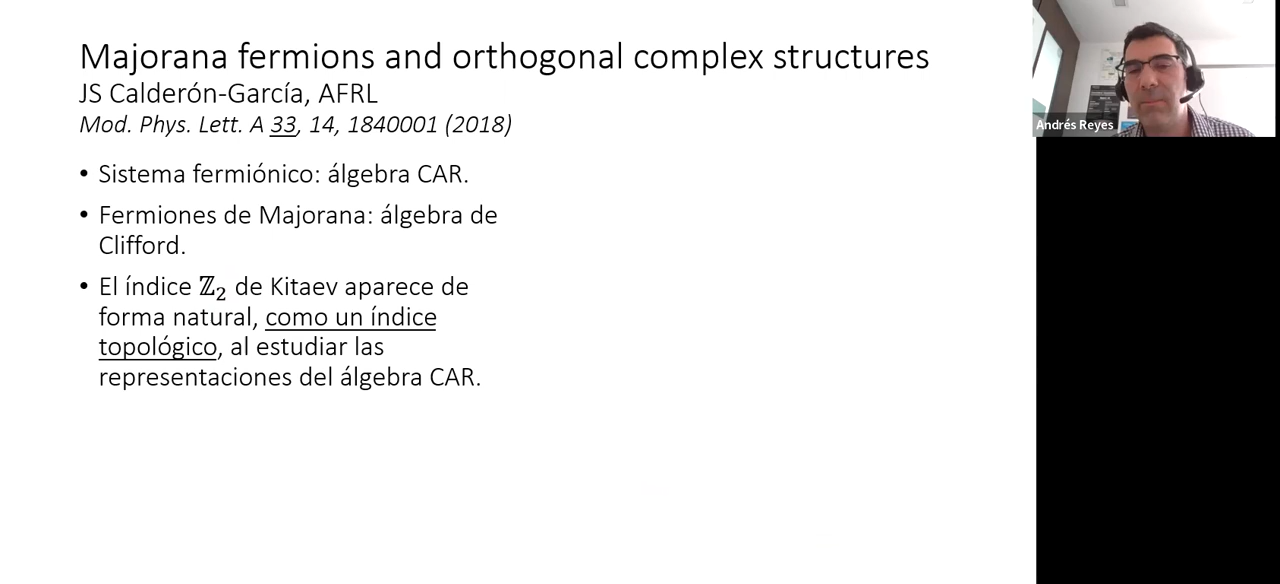 Majorana fermions and orthogonal complex structures
JS Calderón-García, AFRL
Mod. Phys. Lett. A 33, 14, 1840001 (2018)
• Sistema fermiónico: álgebra CAR.
• Fermiones de Majorana: álgebra de
Clifford.
• El índice ℤ₂ de Kitaev aparece de
forma natural, como un índice
topológico, al estudiar las
representaciones del álgebra CAR.
Andrés Reyes